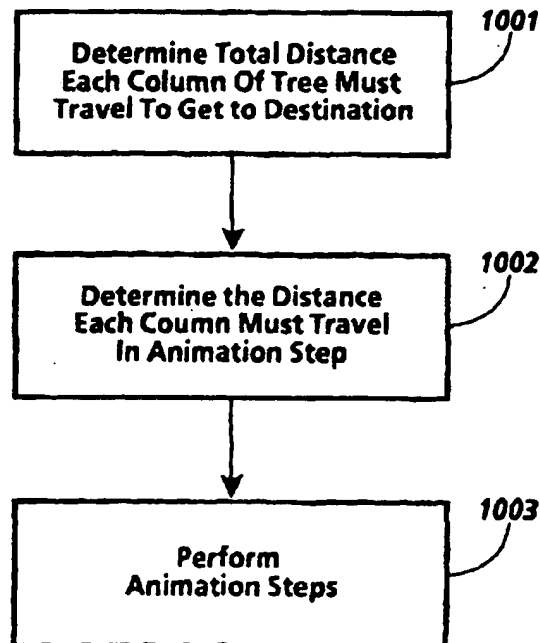 1001
Determine Total Distance
Each Column Of Tree Must
Travel To Get to Destination
1002
Determine the Distance
Each Coumn Must Travel
In Animation Step
1003
Perform
Animation Steps